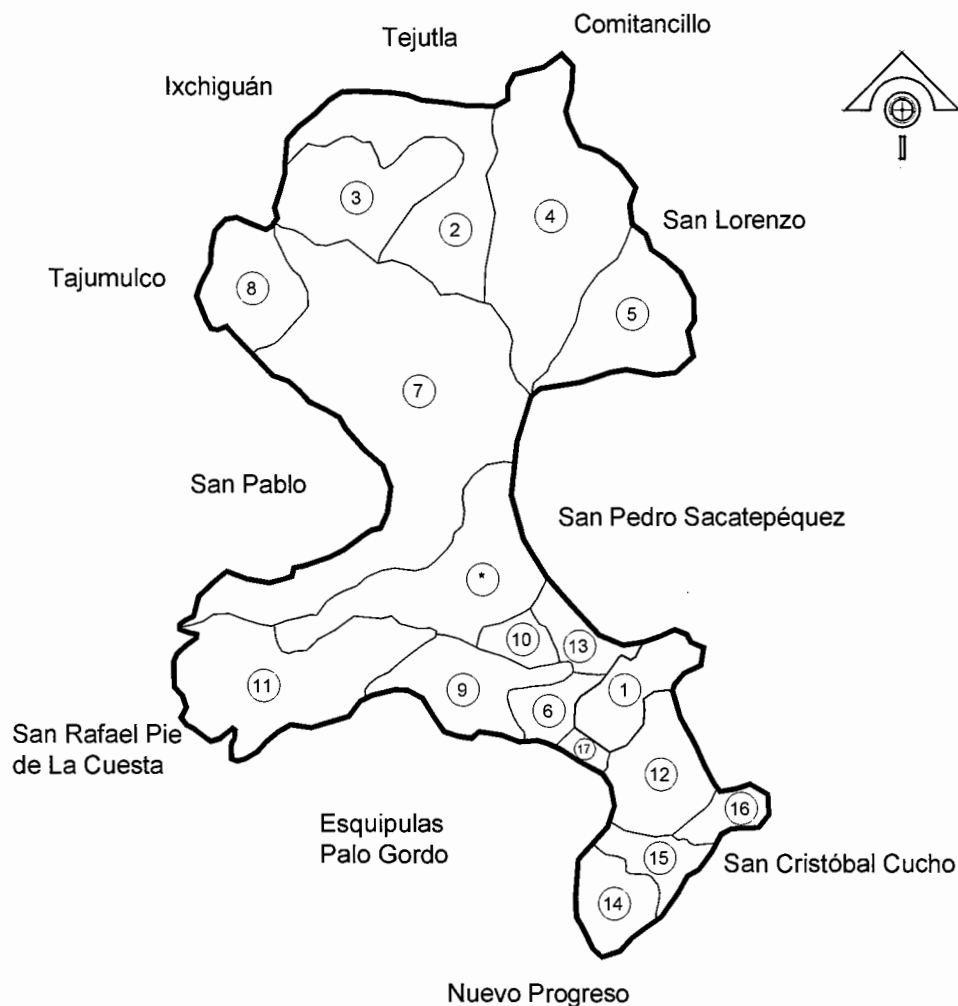 Comitancillo
Tejutla
Ixchiguán
3
2
4
San Lorenzo
Tajumulco
8
5
7
San Pablo
San Pedro Sacatepéquez
*
10
13
11
9
1
6
San Rafael Pie
de La Cuesta
17
12
16
Esquipulas
Palo Gordo
15
San Cristóbal Cucho
14
Nuevo Progreso